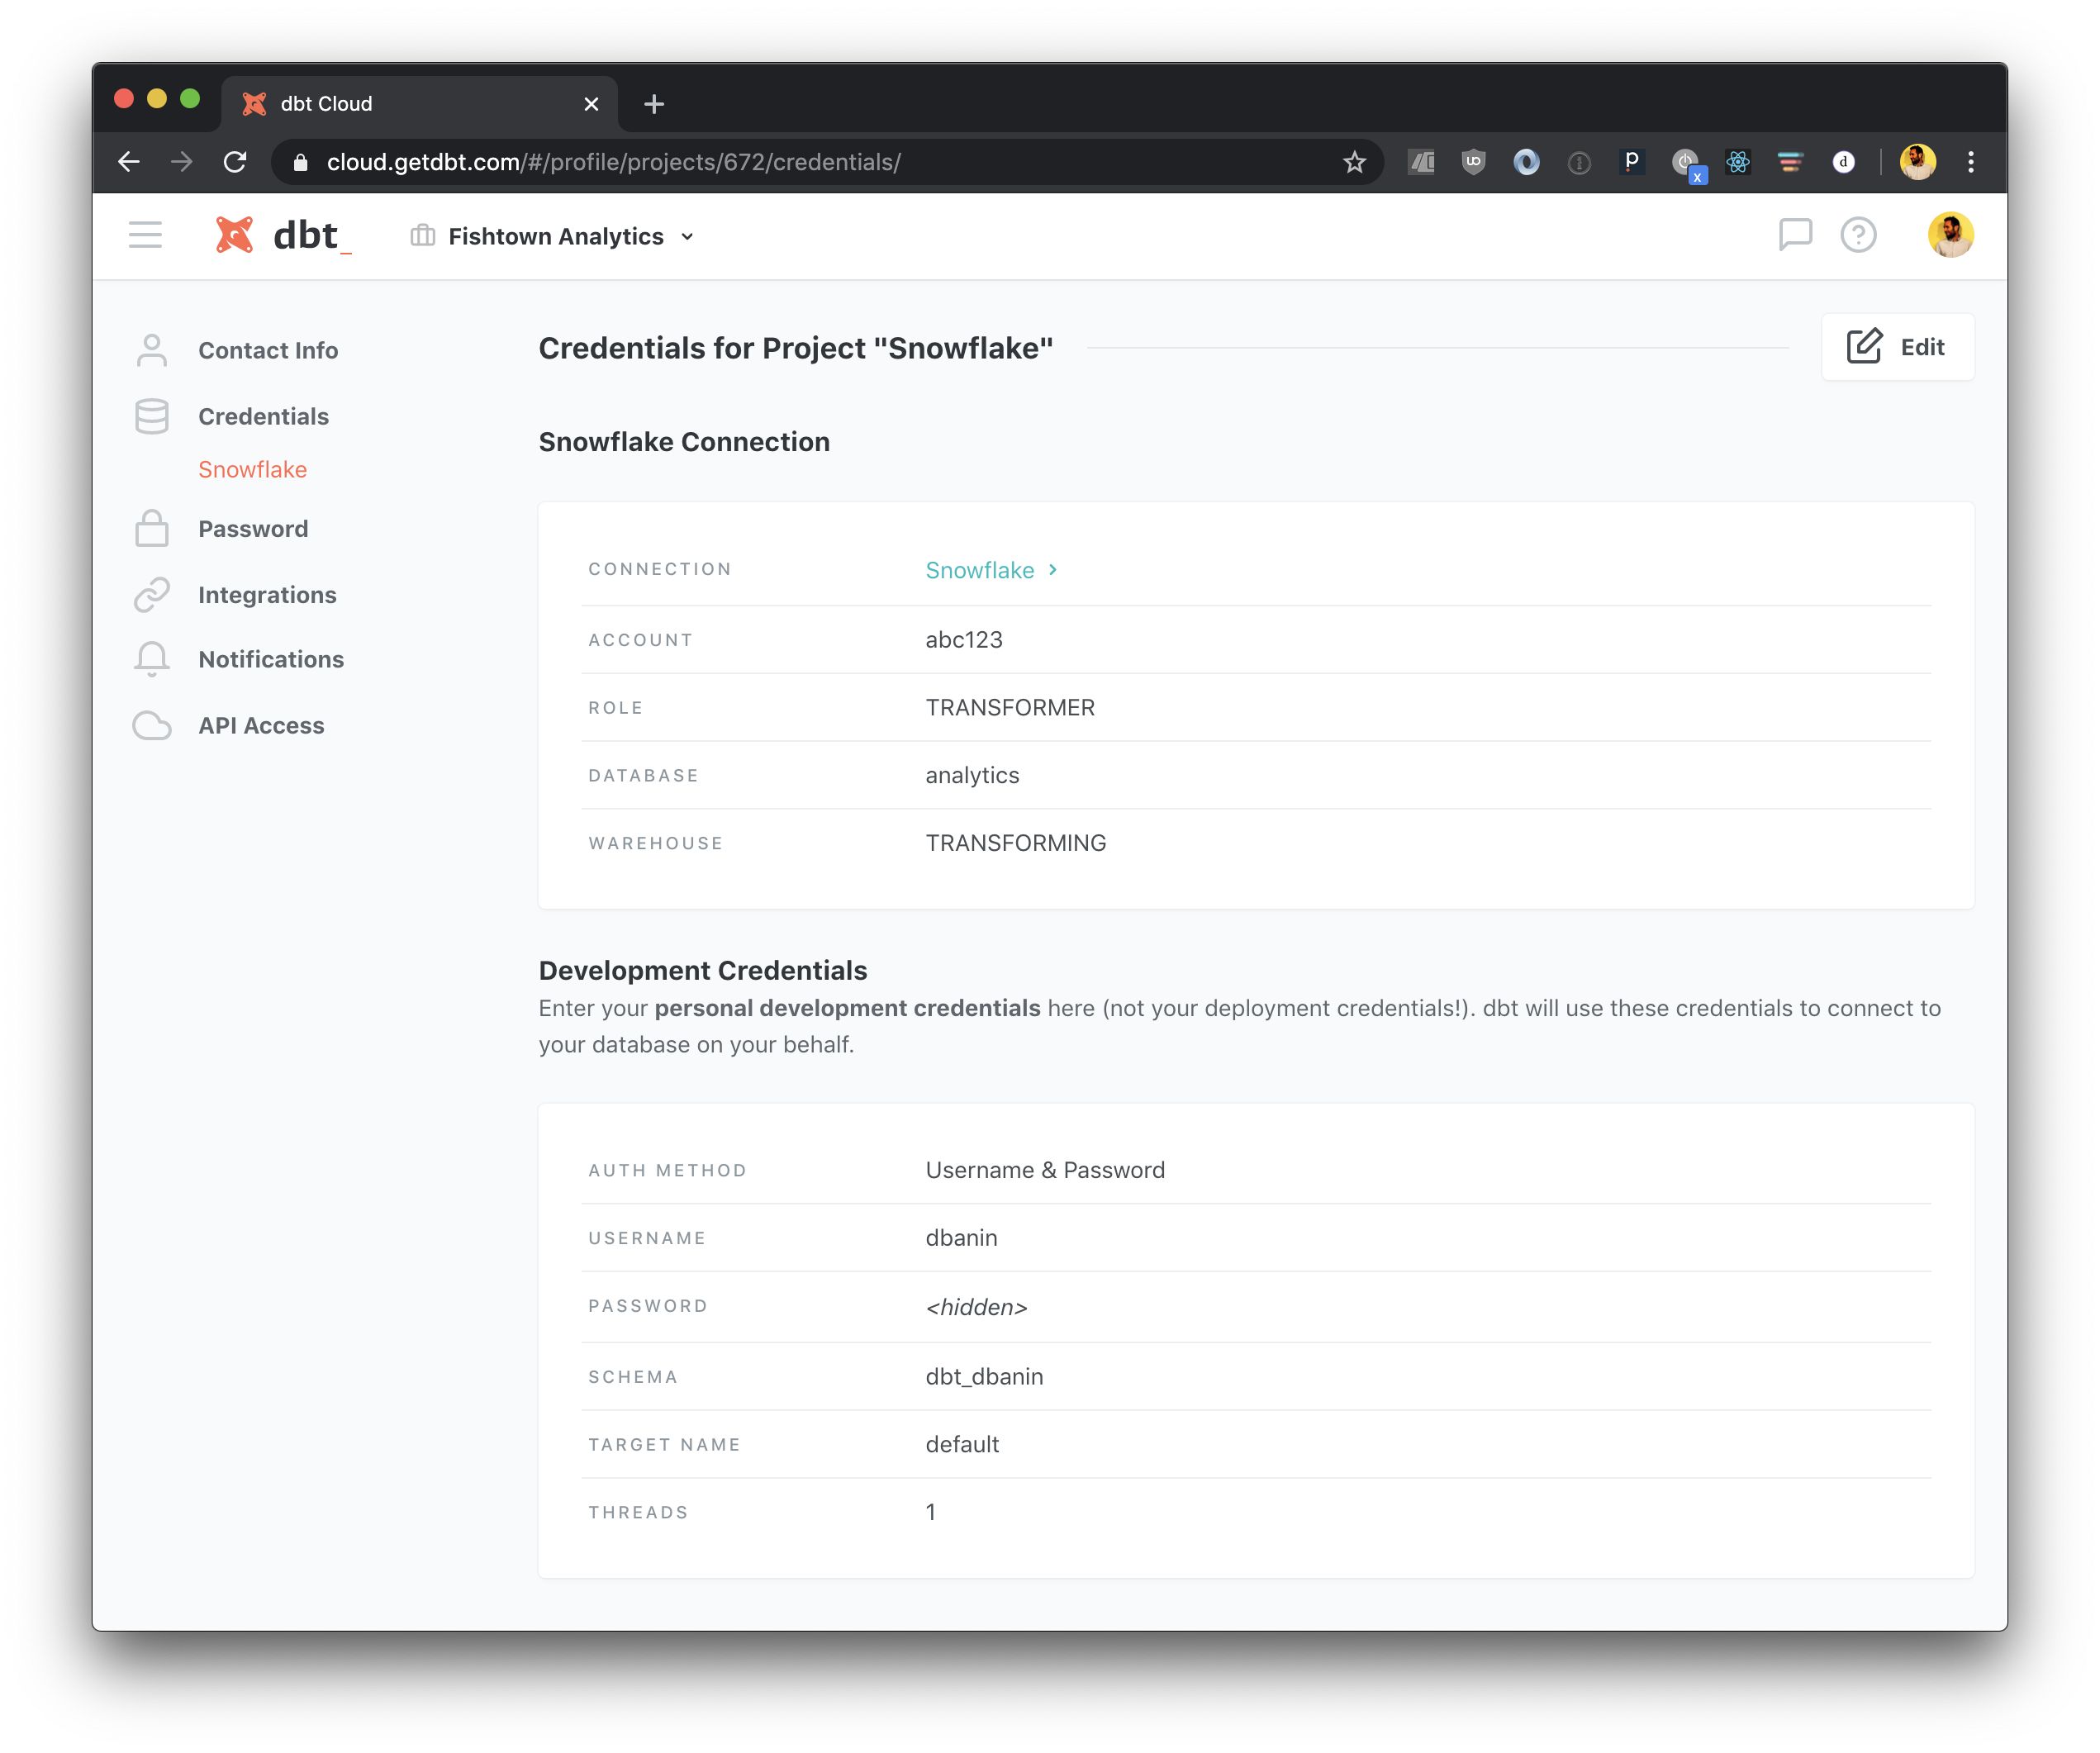 dbt Cloud
cloud.getdbt.com/#/profile/projects/672/credentials/
dbt_
Fishtown Analytics
Contact Info
Credentials
Snowflake
Password
Integrations
Notifications
API Access
Credentials for Project "Snowflake"
Edit
Snowflake Connection
CONNECTION Snowflake
ACCOUNT abc123
ROLE TRANSFORMER
DATABASE analytics
WAREHOUSE TRANSFORMING
Development Credentials
Enter your personal development credentials here (not your deployment credentials!). dbt will use these credentials to connect to
your database on your behalf.
AUTH METHOD Username & Password
USERNAME dbanin
PASSWORD <hidden>
SCHEMA dbt_dbanin
TARGET NAME default
THREADS 1